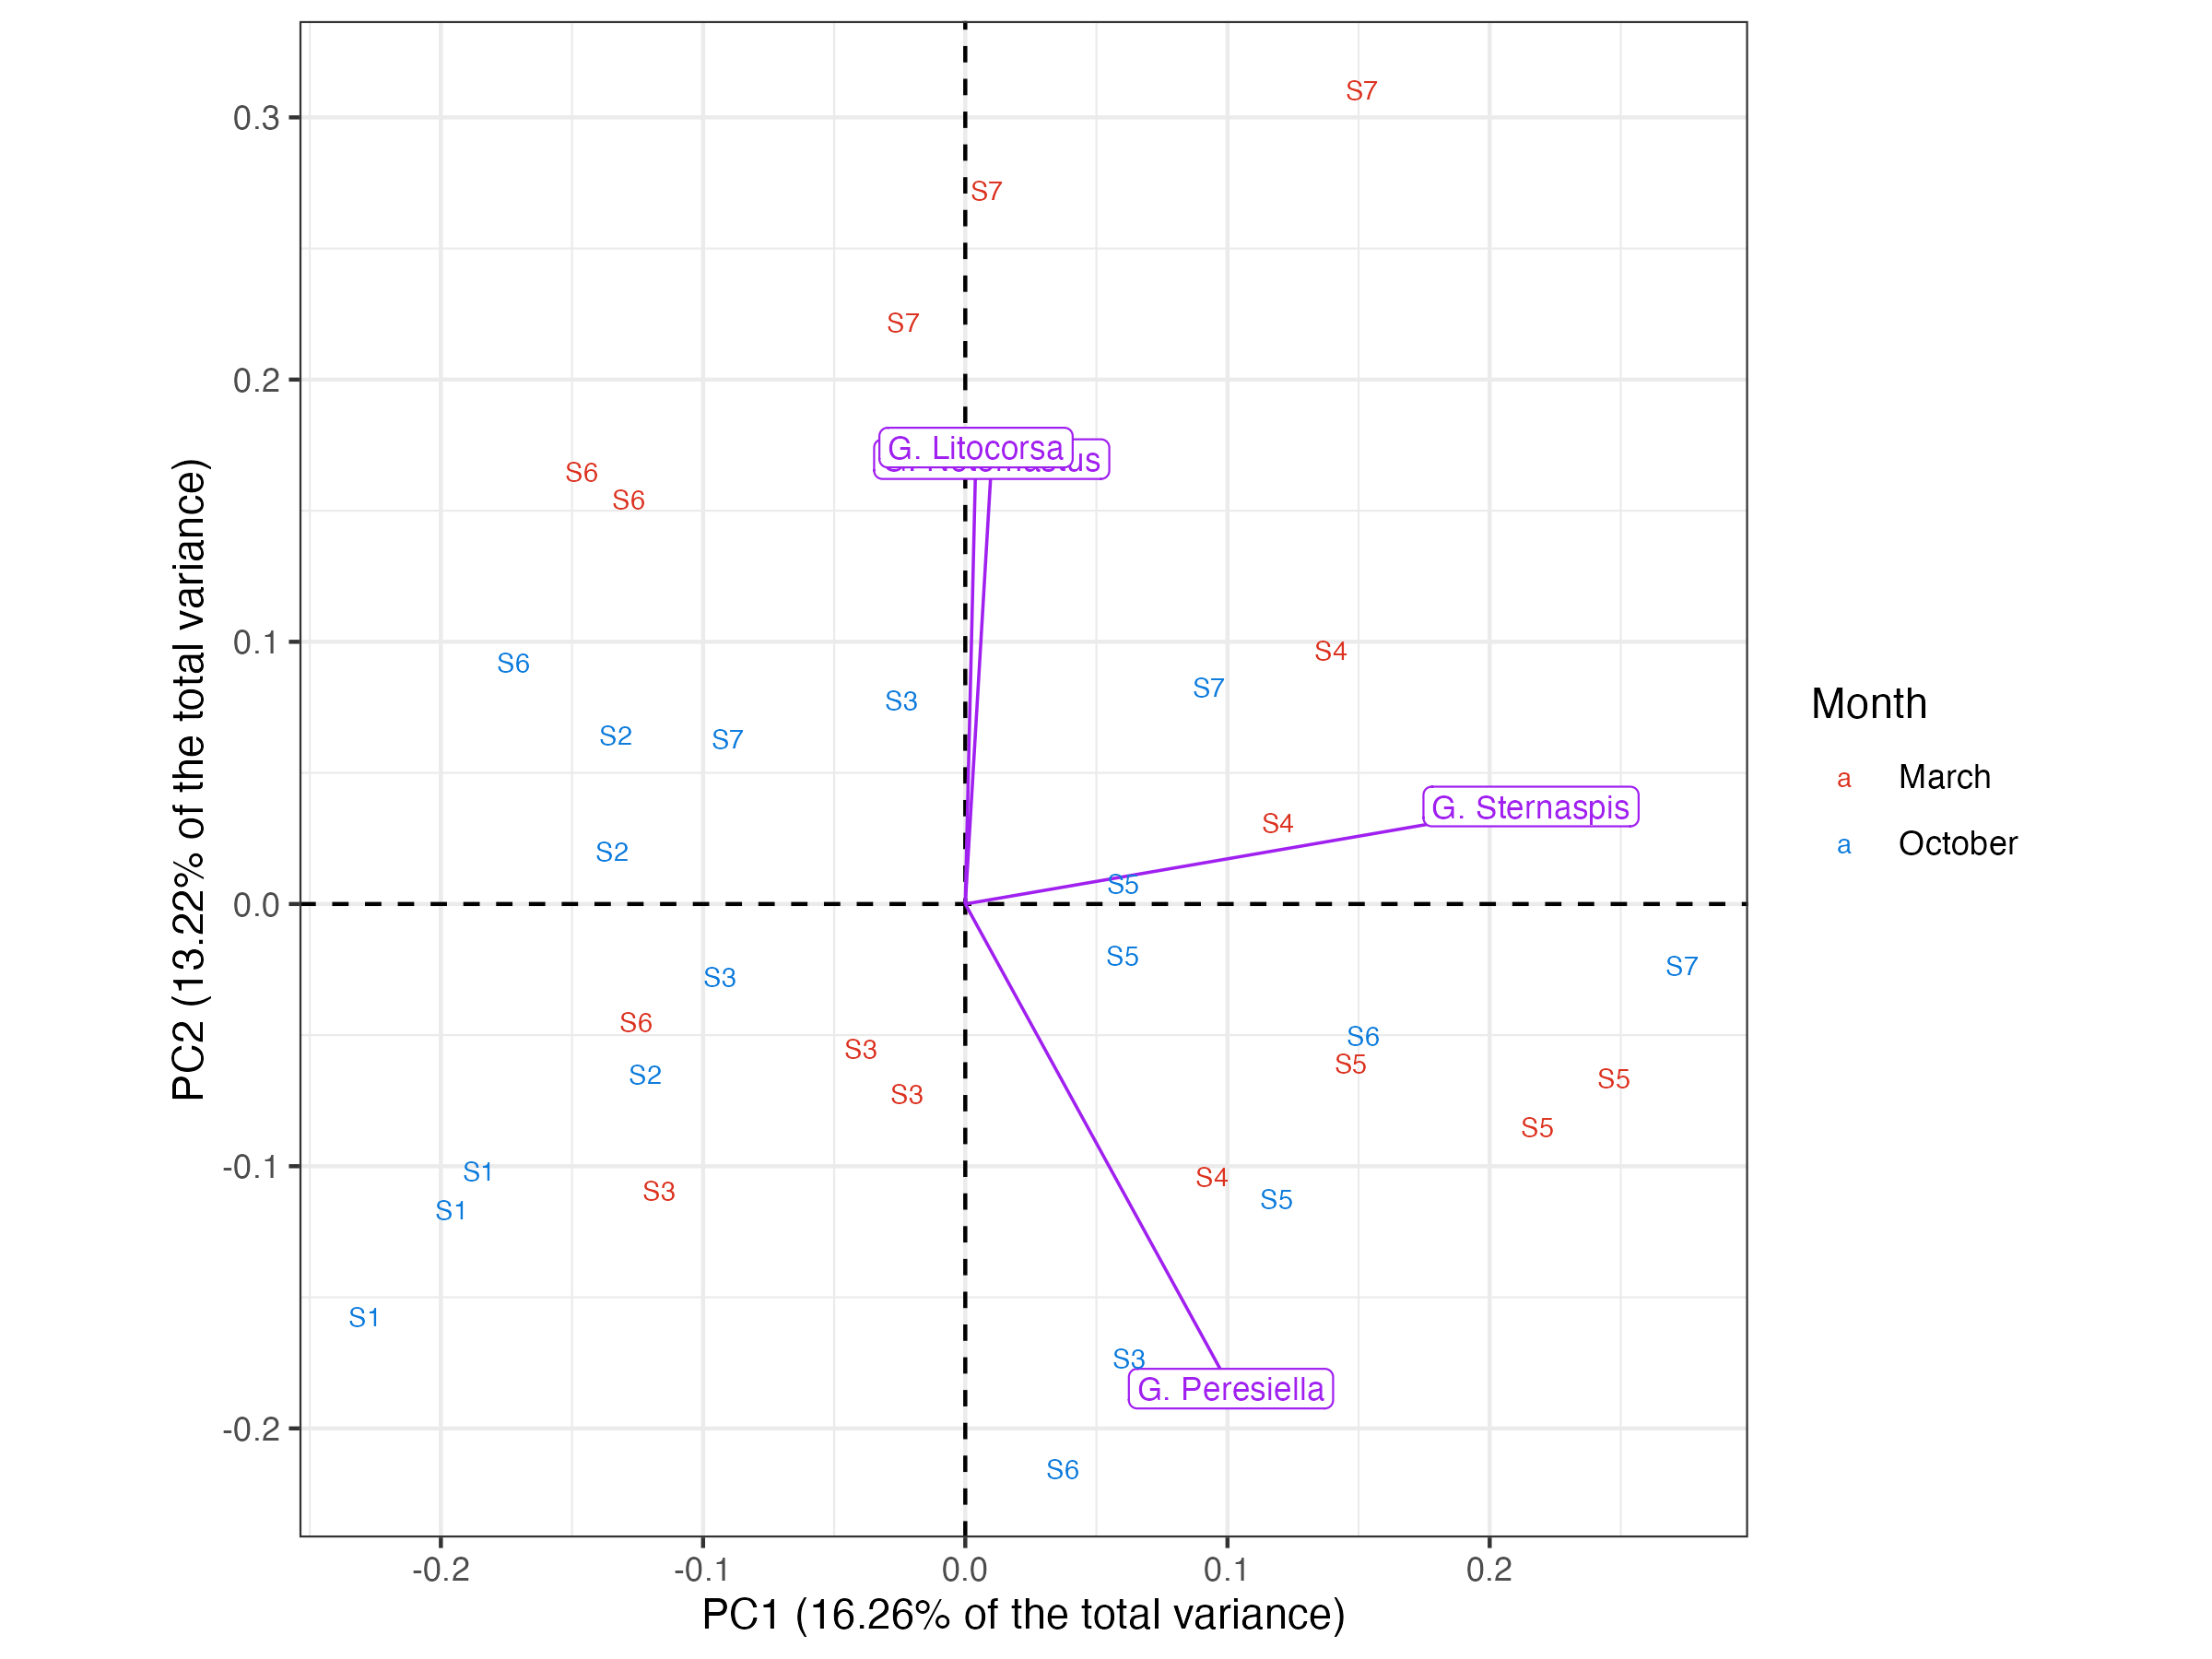 S7
0.3
S7
S7
0.2
G. Litocorsa
S6
S6
S4
0.1
S6
S7
S3
S2
S7
G. Sternaspis
S4
S2
S5
0.0
S5
S7
S3
S6
S6
S3
S5
S2
S5
S3
S5
-0.1
S1
S4
S3
S5
S1
S1
S3
G. Peresiella
-0.2
S6
-0.2
-0.1
0.0
0.1
0.2
PC1 (16.26% of the total variance)
PC2 (13.22% of the total variance)
Month
a March
a October